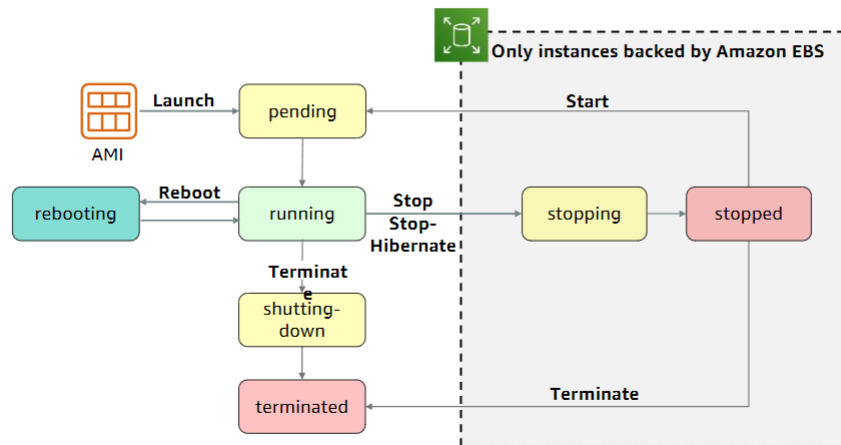 Only instances backed by Amazon EBS
Launch
pending
Start
AMI
Reboot
rebooting
running
Stop
Stop-
Hibernate
stopping
stopped
Terminat
e
shutting-
down
terminated
Terminate